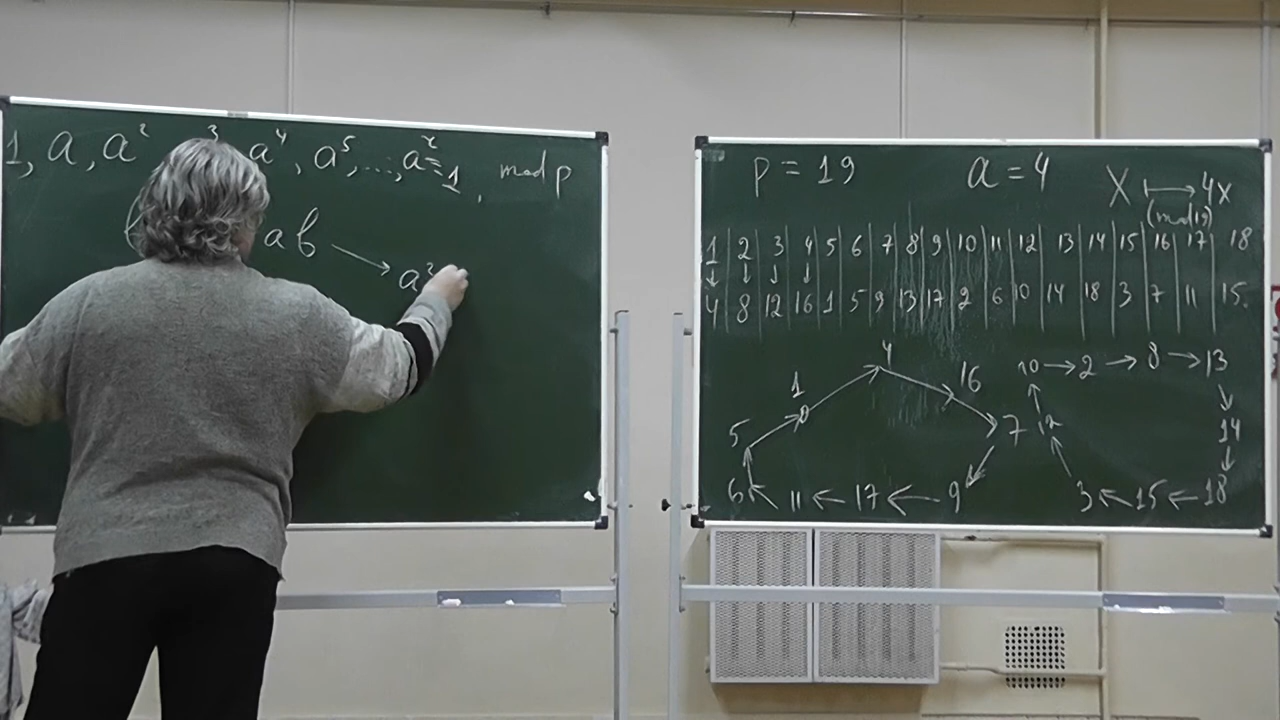 1, a, a² ³ a⁴, a⁵, ..., aʳ=1, mod p
ab → a²
p = 19 a = 4 X ↦ 4x
(mod 19)
1 2 3 4 5 6 7 8 9 10 11 12 13 14 15 16 17 18
↓ ↓ ↓ ↓
4 8 12 16 1 5 9 13 17 2 6 10 14 18 3 7 11 15
5 → 1 → 4 → 16 → 7
6 ← 11 ← 17 ← 9
10 → 2 → 8 → 13
12 14
3 ← 15 ← 18